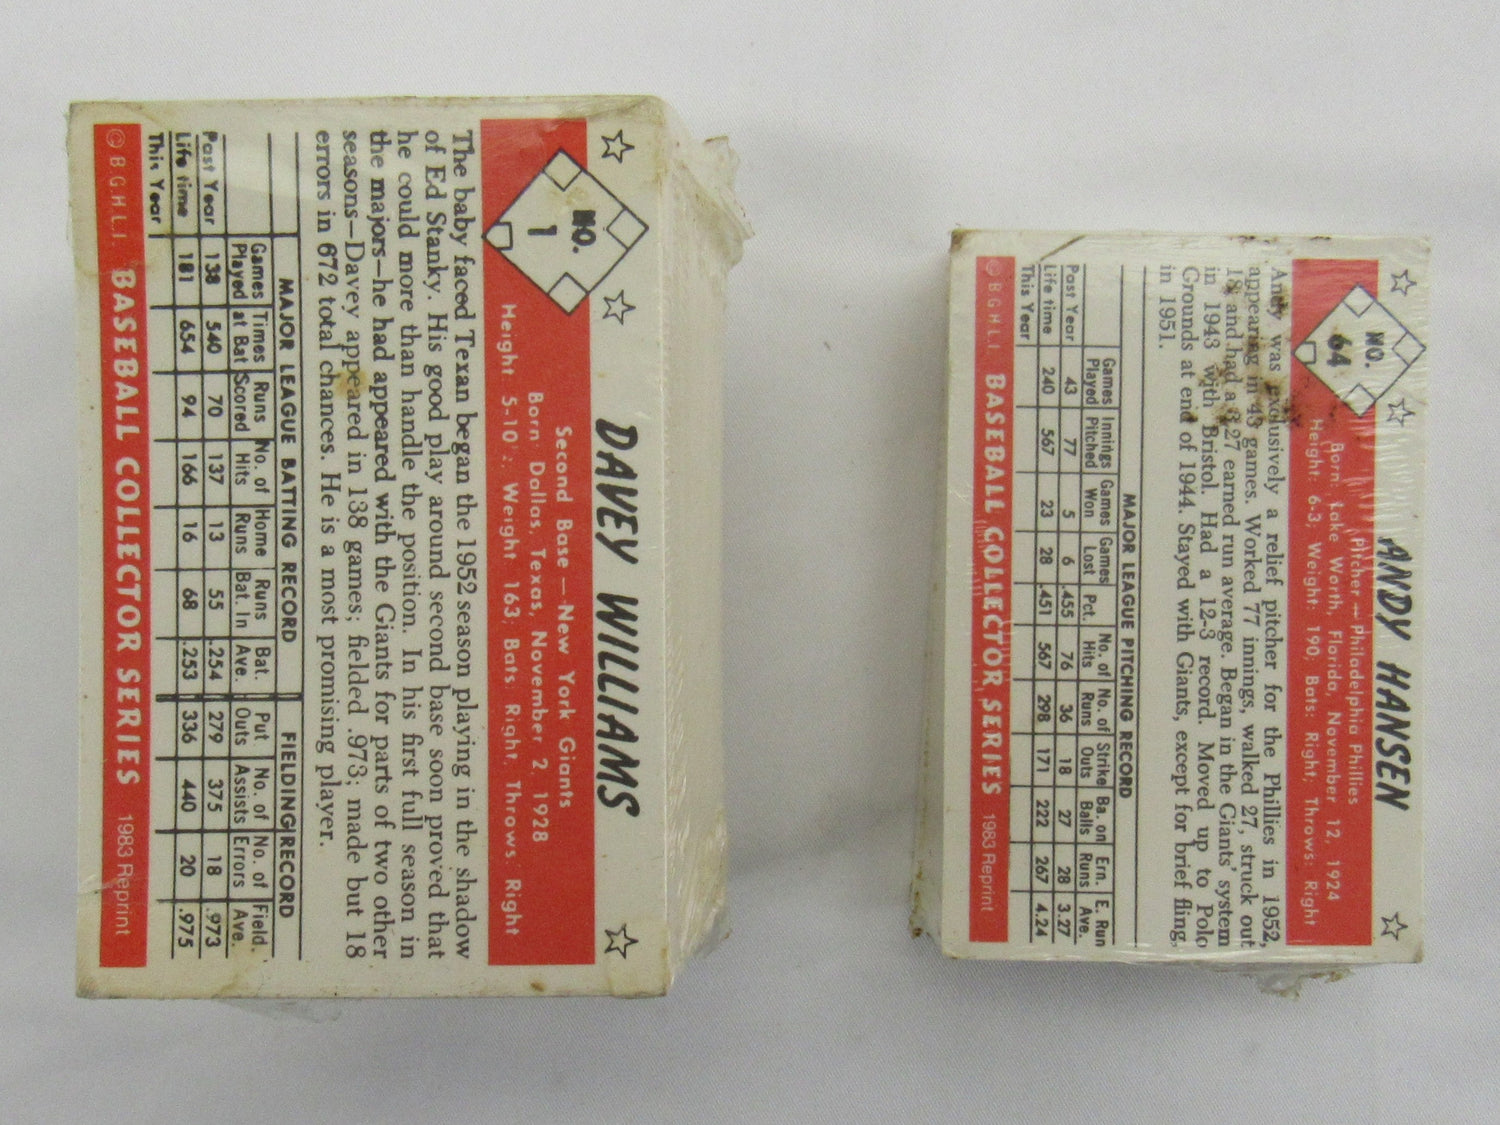 NO.
1
DAVEY WILLIAMS
Second Base — New York Giants
Born Dallas, Texas, November 2, 1928
Height 5-10 : Weight 163; Bats: Right, Throws Right
The baby faced Texan began the 1952 season playing in the shadow
of Ed Stanky. His good play around second base soon proved that
he could more than handle the position. In his first full season in
the majors—he had appeared with the Giants for parts of two other
seasons—Davey appeared in 138 games; fielded .973; made but 18
errors in 672 total chances. He is a most promising player.
MAJOR LEAGUE BATTING RECORD FIELDING RECORD
Games Times Runs No. of Home Runs Bat. Put No. of No. of Field.
Played at Bat Scored Hits Runs Bat. In Ave. Outs Assists Errors Ave.
Past Year 138 540 70 137 13 55 .254 279 375 18 .973
Life time 181 654 94 166 16 68 .253 336 440 20 .975
This Year
© B.G.H.L.I. BASEBALL COLLECTOR SERIES 1983 Reprint
NO.
64
ANDY HANSEN
Pitcher — Philadelphia Phillies
Born: Lake Worth, Florida, November 12, 1924
Height: 6-3; Weight: 190; Bats: Right; Throws: Right
Andy was exclusively a relief pitcher for the Phillies in 1952,
appearing in 43 games. Worked 77 innings, walked 27, struck out
18 and had a 3.27 earned run average. Began in the Giants' system
in 1943 with Bristol. Had a 12-3 record. Moved up to Polo
Grounds at end of 1944. Stayed with Giants, except for brief fling,
in 1951.
MAJOR LEAGUE PITCHING RECORD
Games Innings Games Games Pct. No. of No. of Strike Ba. on Ern. E. Run
Played Pitched Won Lost Hits Runs Outs Balls Runs Ave.
Past Year 43 77 5 6 .455 76 36 18 27 28 3.27
Life time 240 567 23 28 .451 567 298 171 222 267 4.24
This Year
© B.G.H.L.I. BASEBALL COLLECTOR SERIES 1983 Reprint